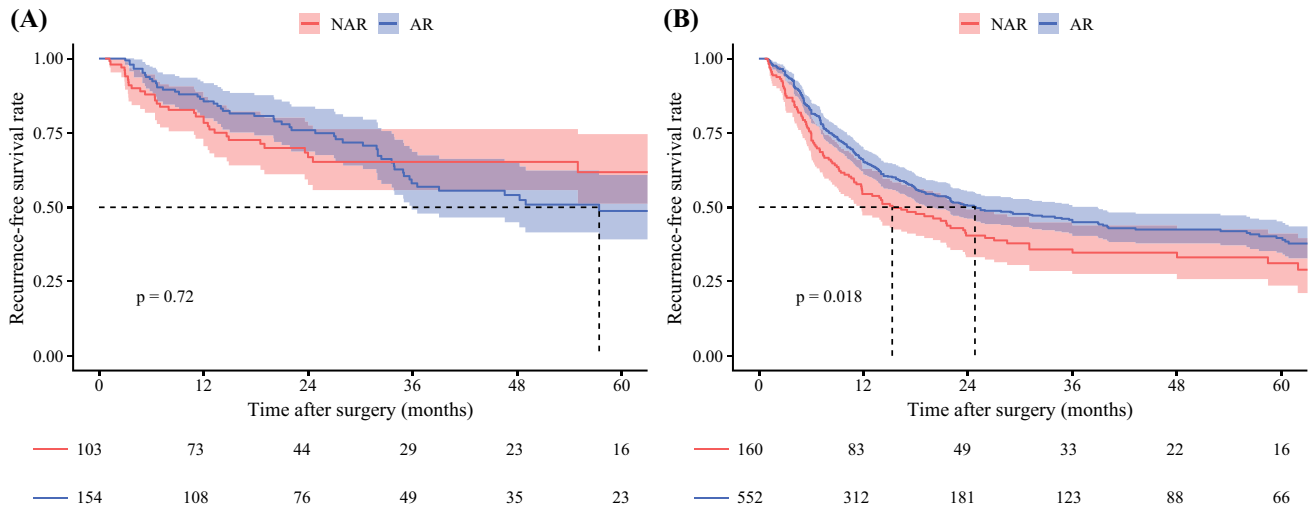 (A)
NAR AR
Recurrence-free survival rate
1.00
0.75
0.50
0.25
0.00
p = 0.72
0 12 24 36 48 60
Time after surgery (months)
103 73 44 29 23 16
154 108 76 49 35 23
(B)
NAR AR
Recurrence-free survival rate
1.00
0.75
0.50
0.25
0.00
p = 0.018
0 12 24 36 48 60
Time after surgery (months)
160 83 49 33 22 16
552 312 181 123 88 66